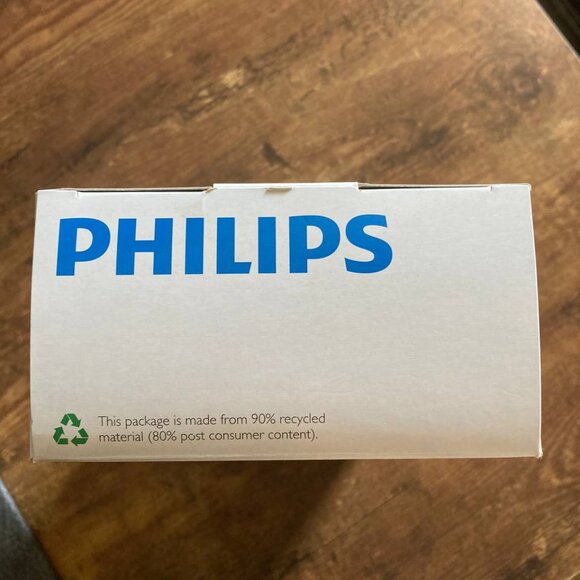 PHILIPS
This package is made from 90% recycled
material (80% post consumer content).